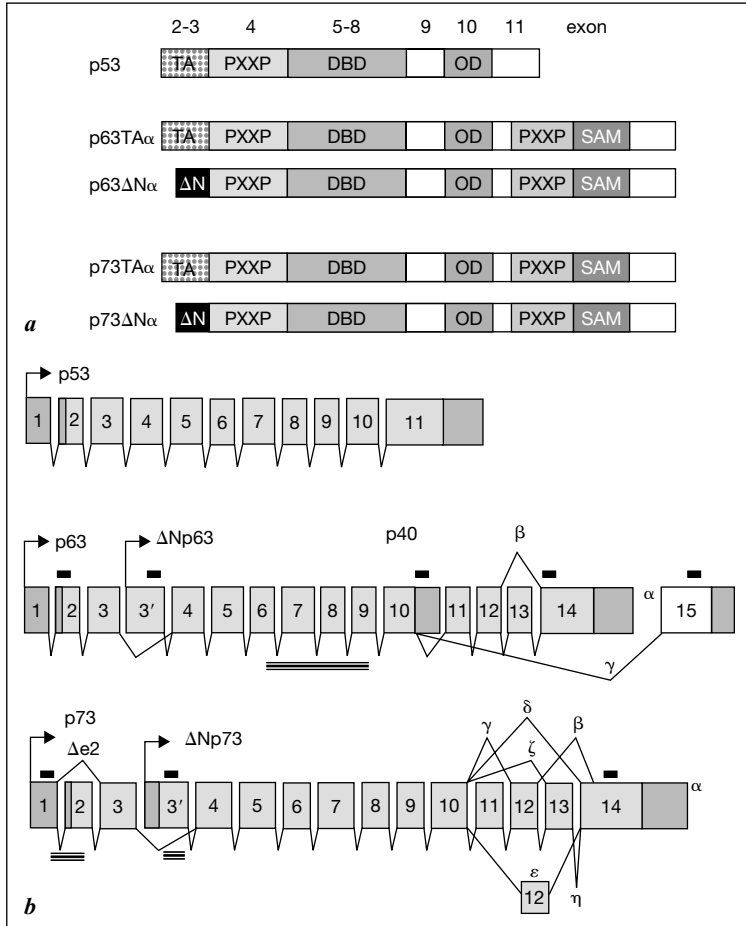 2-3 4 5-8 9 10 11 exon
p53 TA PXXP DBD OD
p63TAα TA PXXP DBD OD PXXP SAM
p63ΔNα ΔN PXXP DBD OD PXXP SAM
p73TAα TA PXXP DBD OD PXXP SAM
p73ΔNα ΔN PXXP DBD OD PXXP SAM
a
p53
1 2 3 4 5 6 7 8 9 10 11
p63 ΔNp63 p40 β
1 2 3 3′ 4 5 6 7 8 9 10 11 12 13 14 α 15
γ
p73 ΔNp73 δ
Δe2 γ ζ β
1 2 3 3′ 4 5 6 7 8 9 10 11 12 13 14 α
ε
12 η
b